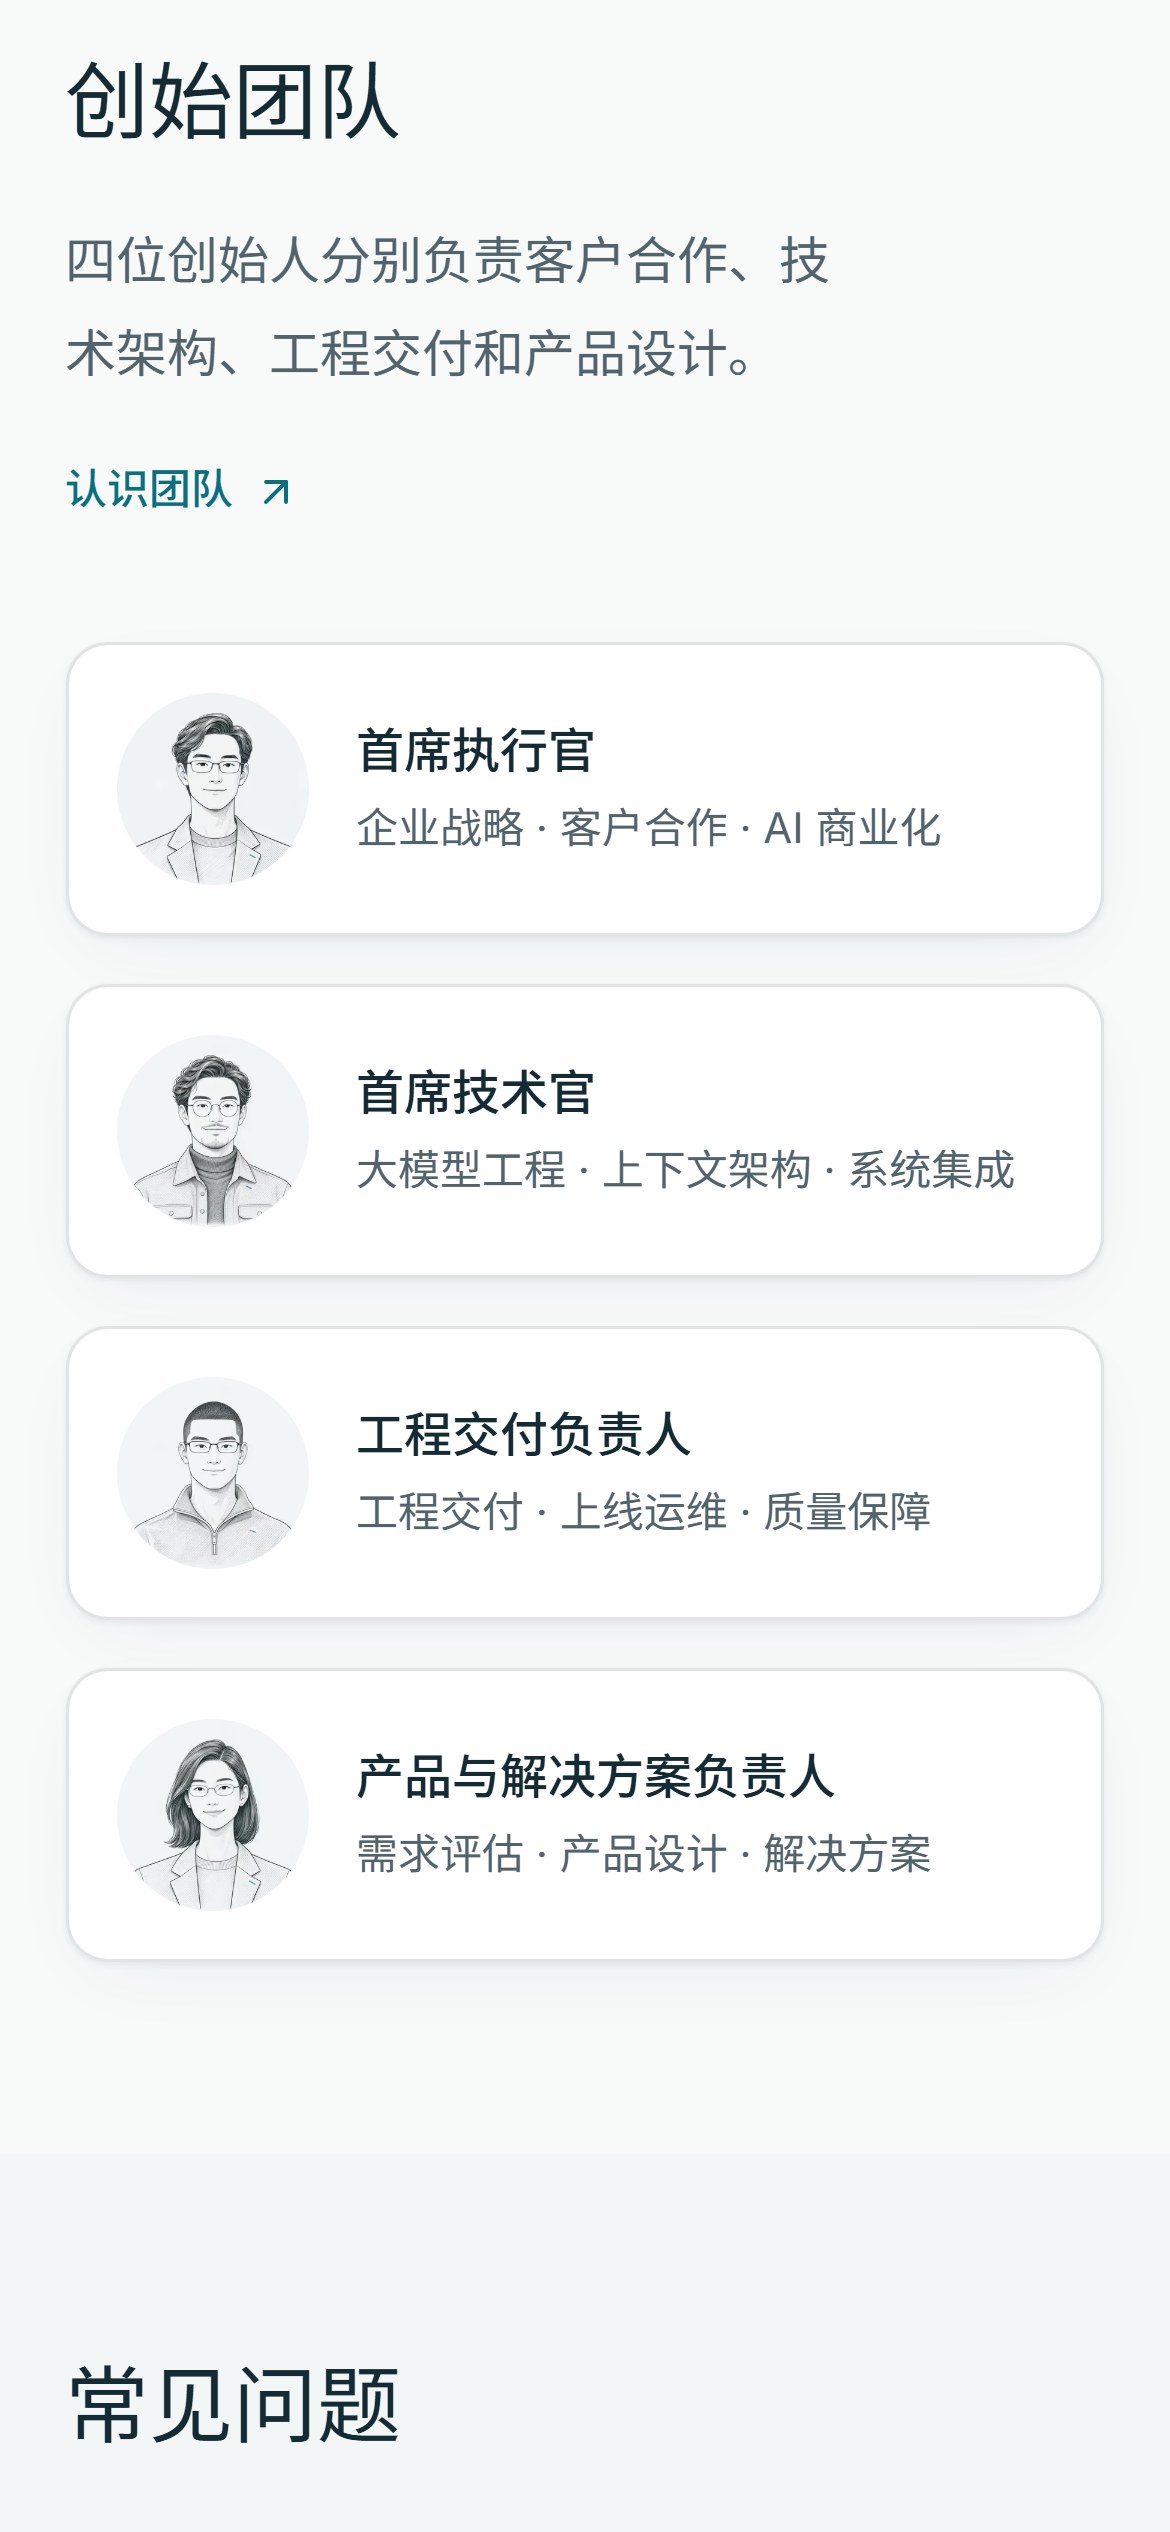 创始团队
四位创始人分别负责客户合作、技
术架构、工程交付和产品设计。
认识团队
首席执行官
企业战略 · 客户合作 · AI 商业化
首席技术官
大模型工程 · 上下文架构 · 系统集成
工程交付负责人
工程交付 · 上线运维 · 质量保障
产品与解决方案负责人
需求评估 · 产品设计 · 解决方案
常见问题